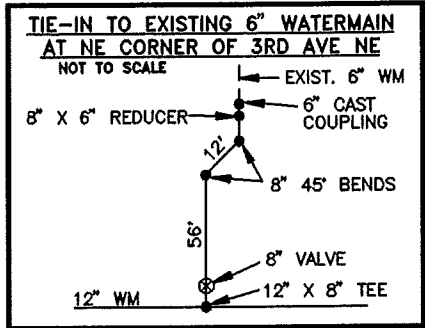 TIE-IN TO EXISTING 6" WATERMAIN
AT NE CORNER OF 3RD AVE NE
NOT TO SCALE
EXIST. 6" WM
6" CAST
COUPLING
8" X 6" REDUCER
12'
8" 45' BENDS
56'
8" VALVE
12" WM
12" X 8" TEE